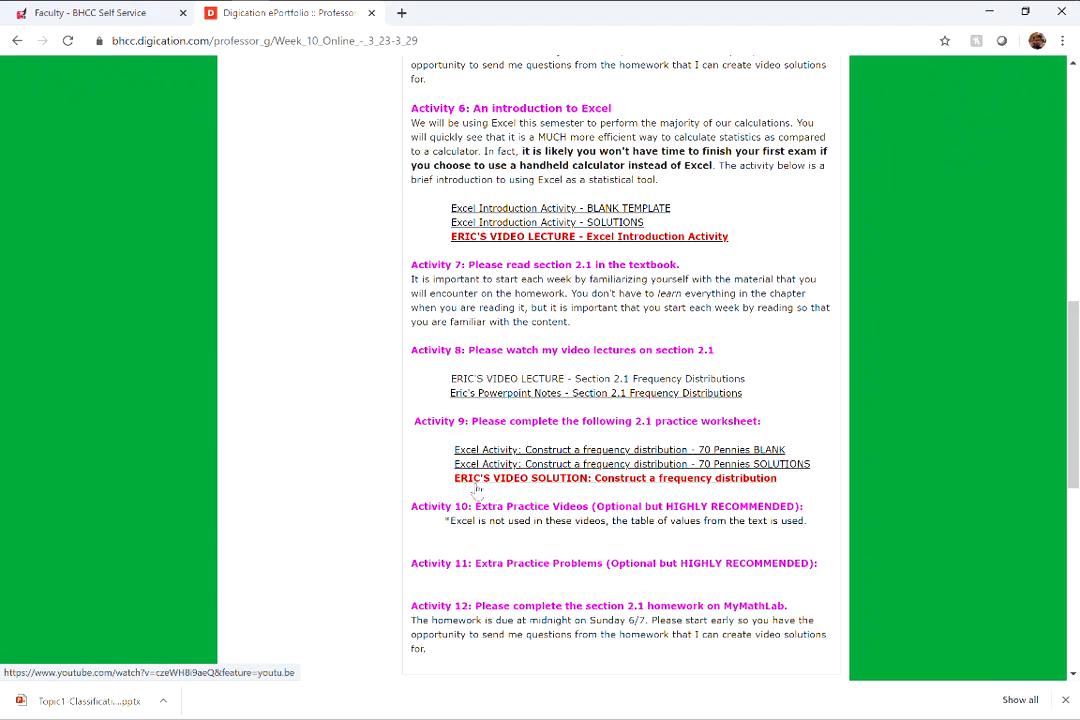 Faculty - BHCC Self Service
Digication ePortfolio :: Professor
bhcc.digication.com/professor_g/Week_10_Online_-_3_23-3_29
opportunity to send me questions from the homework that I can create video solutions
for.
Activity 6: An introduction to Excel
We will be using Excel this semester to perform the majority of our calculations. You
will quickly see that it is a MUCH more efficient way to calculate statistics as compared
to a calculator. In fact, it is likely you won't have time to finish your first exam if
you choose to use a handheld calculator instead of Excel. The activity below is a
brief introduction to using Excel as a statistical tool.
Excel Introduction Activity - BLANK TEMPLATE
Excel Introduction Activity - SOLUTIONS
ERIC'S VIDEO LECTURE - Excel Introduction Activity
Activity 7: Please read section 2.1 in the textbook.
It is important to start each week by familiarizing yourself with the material that you
will encounter on the homework. You don't have to learn everything in the chapter
when you are reading it, but it is important that you start each week by reading so that
you are familiar with the content.
Activity 8: Please watch my video lectures on section 2.1
ERIC'S VIDEO LECTURE - Section 2.1 Frequency Distributions
Eric's Powerpoint Notes - Section 2.1 Frequency Distributions
Activity 9: Please complete the following 2.1 practice worksheet:
Excel Activity: Construct a frequency distribution - 70 Pennies BLANK
Excel Activity: Construct a frequency distribution - 70 Pennies SOLUTIONS
ERIC'S VIDEO SOLUTION: Construct a frequency distribution
Activity 10: Extra Practice Videos (Optional but HIGHLY RECOMMENDED):
*Excel is not used in these videos, the table of values from the text is used.
Activity 11: Extra Practice Problems (Optional but HIGHLY RECOMMENDED):
Activity 12: Please complete the section 2.1 homework on MyMathLab.
The homework is due at midnight on Sunday 6/7. Please start early so you have the
opportunity to send me questions from the homework that I can create video solutions
for.
https://www.youtube.com/watch?v=czeWH8i9aeQ&feature=youtu.be
Topic1-Classificati....pptx
Show all